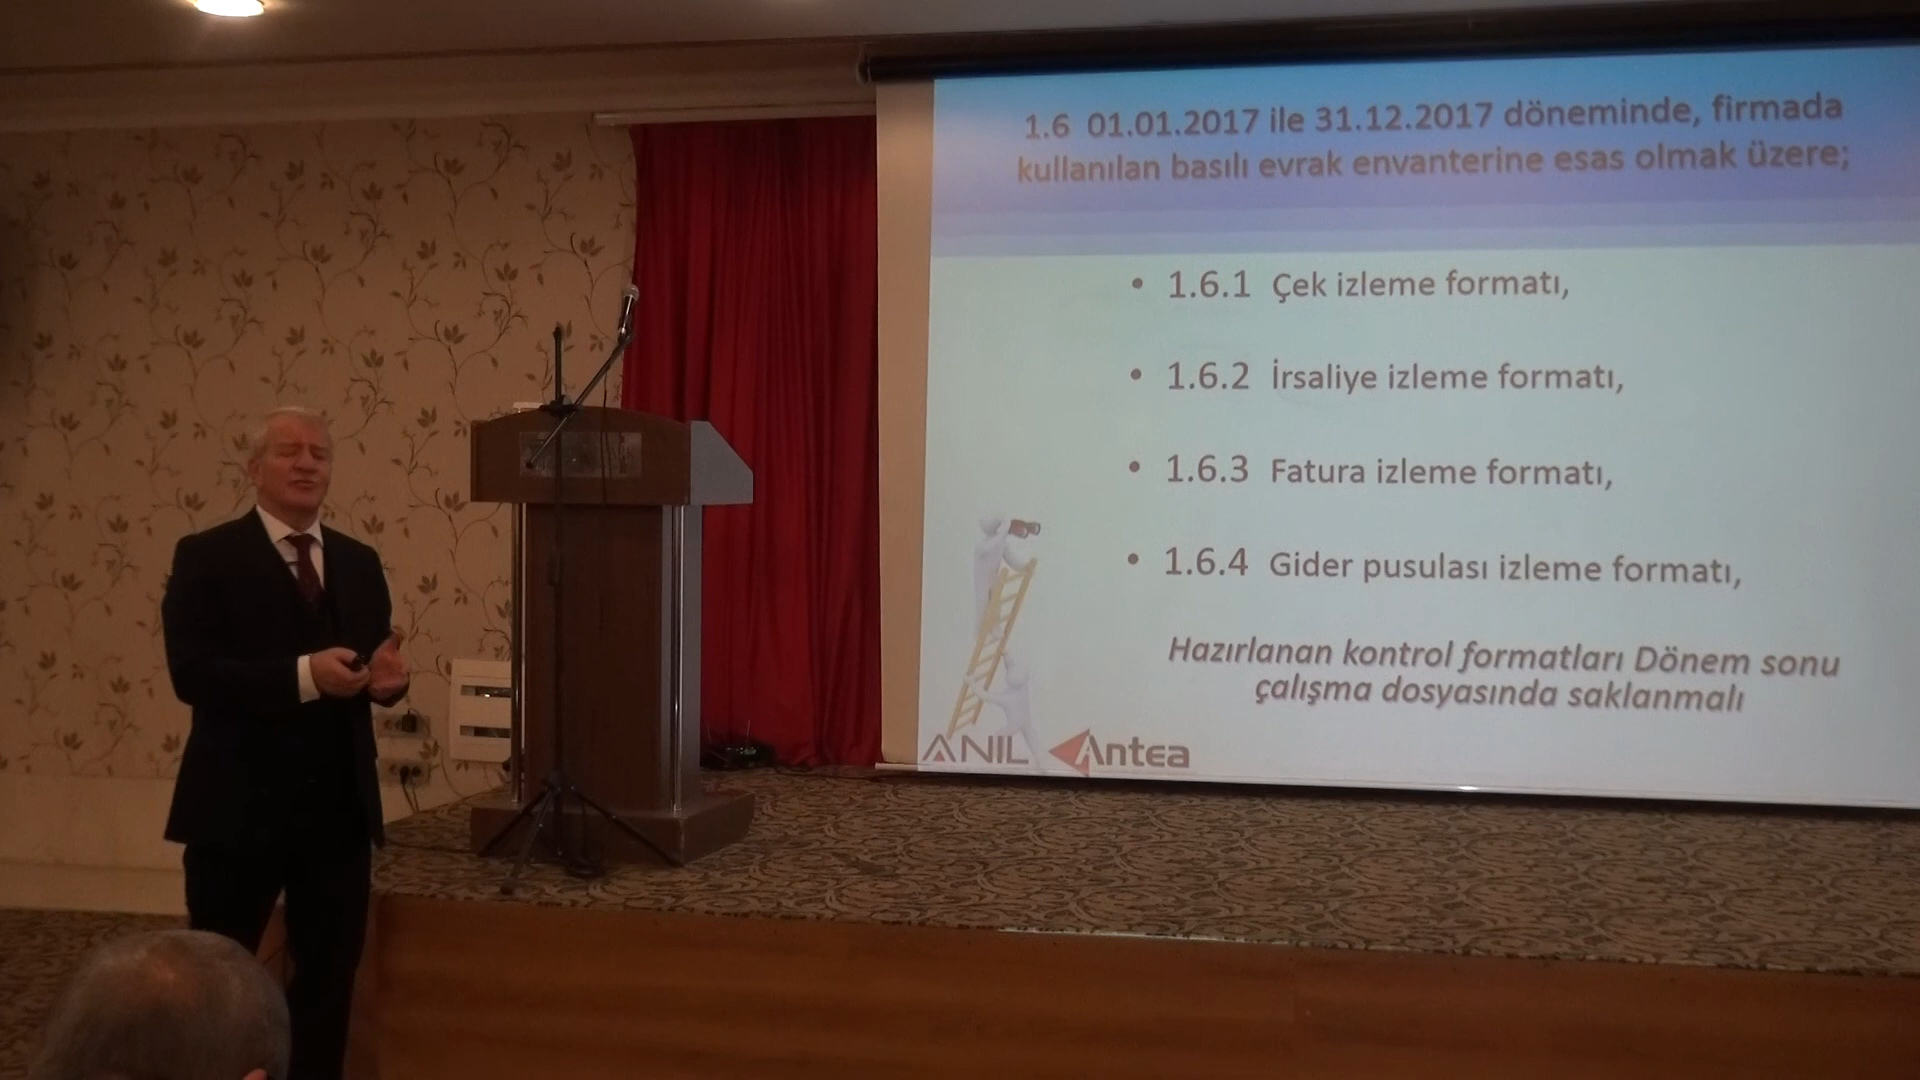 1.6 01.01.2017 ile 31.12.2017 döneminde, firmada
kullanılan basılı evrak envanterine esas olmak üzere;
• 1.6.1 Çek izleme formatı,
• 1.6.2 İrsaliye izleme formatı,
• 1.6.3 Fatura izleme formatı,
• 1.6.4 Gider pusulası izleme formatı,
Hazırlanan kontrol formatları Dönem sonu
çalışma dosyasında saklanmalı
ANIL Antea